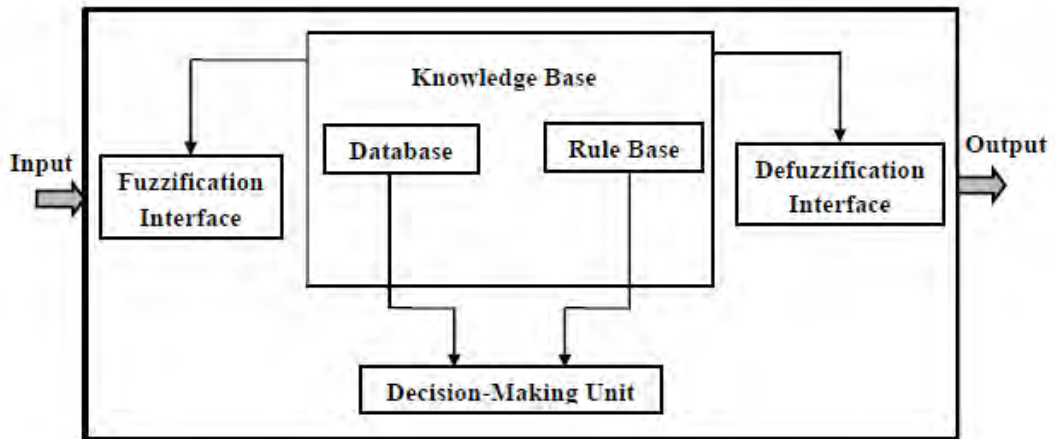 Knowledge Base
Database
Rule Base
Input
Fuzzification
Interface
Defuzzification
Interface
Output
Decision-Making Unit